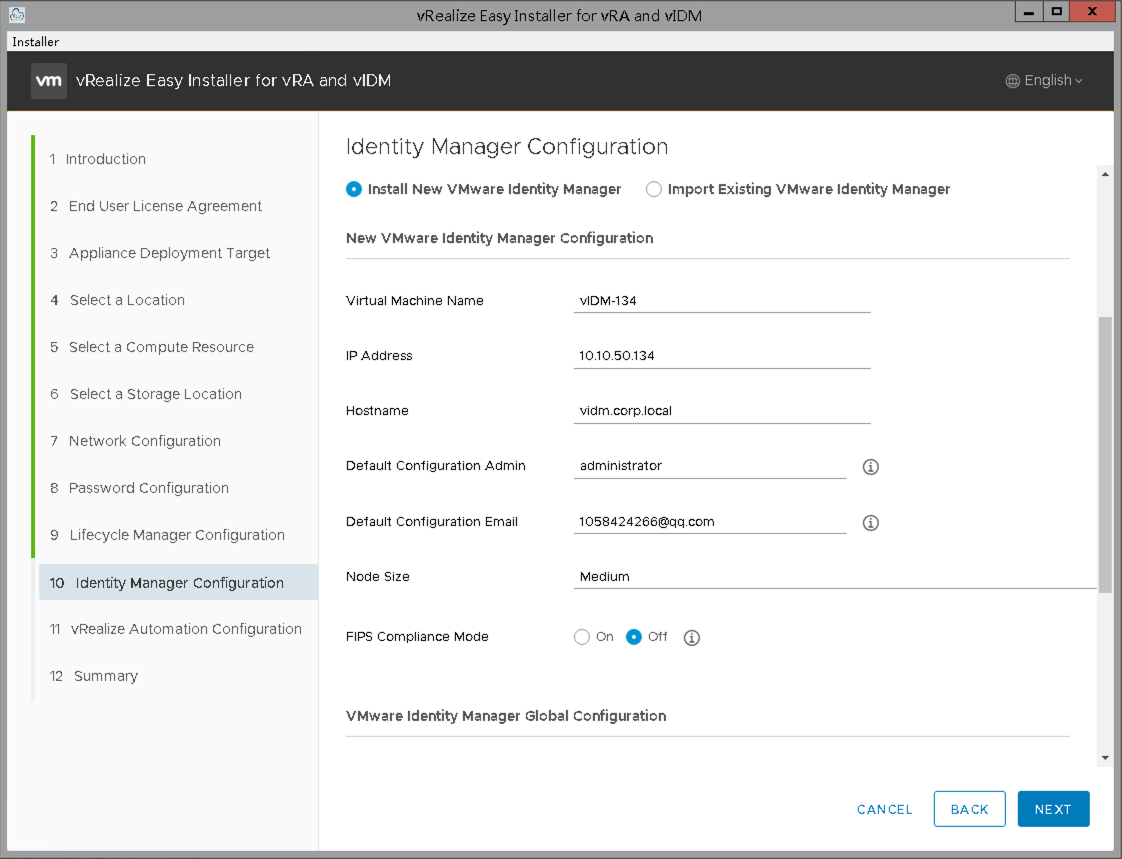 vRealize Easy Installer for vRA and vIDM
Installer
vm vRealize Easy Installer for vRA and vIDM
English
1 Introduction
2 End User License Agreement
3 Appliance Deployment Target
4 Select a Location
5 Select a Compute Resource
6 Select a Storage Location
7 Network Configuration
8 Password Configuration
9 Lifecycle Manager Configuration
10 Identity Manager Configuration
11 vRealize Automation Configuration
12 Summary
Identity Manager Configuration
Install New VMware Identity Manager Import Existing VMware Identity Manager
New VMware Identity Manager Configuration
Virtual Machine Name vIDM-134
IP Address 10.10.50.134
Hostname vidm.corp.local
Default Configuration Admin administrator
Default Configuration Email 1058424266@qq.com
Node Size Medium
FIPS Compliance Mode On Off
VMware Identity Manager Global Configuration
CANCEL BACK NEXT